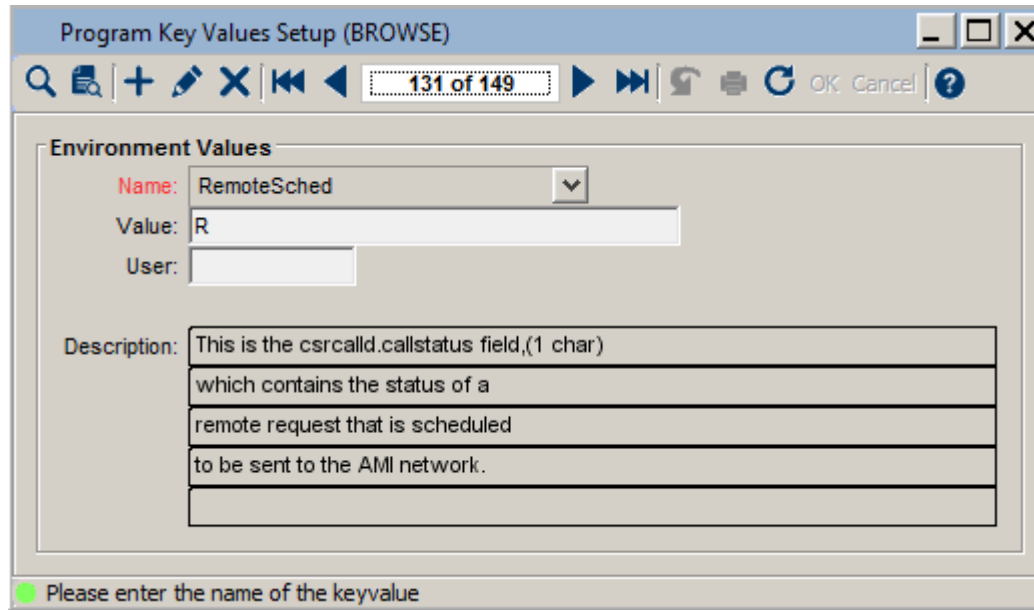 Program Key Values Setup (BROWSE)
131 of 149 OK Cancel ?
Environment Values
Name: RemoteSched
Value: R
User:
Description: This is the csrcalld.callstatus field,(1 char)
which contains the status of a
remote request that is scheduled
to be sent to the AMI network.
Please enter the name of the keyvalue